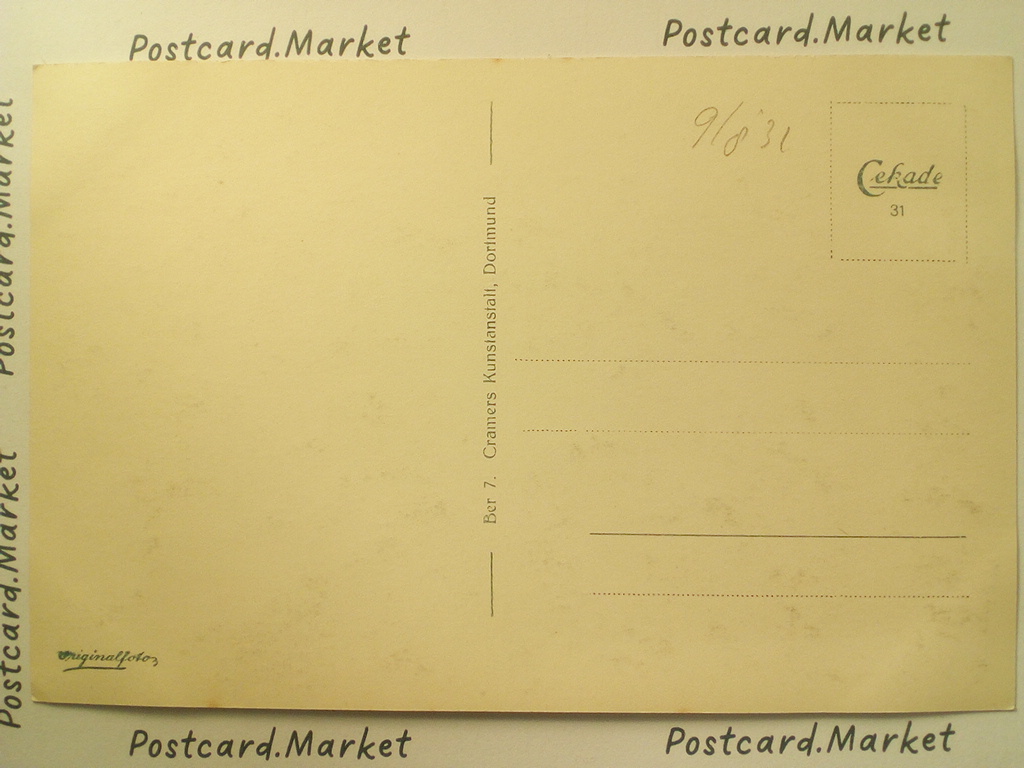 Postcard.Market
Postcard.Market
Postcard.Market
Postcard.Market
9/8 31
Cekade
31
Ber 7. Cramers Kunstanstalt, Dortmund
Originalfoto
Postcard.Market
Postcard.Market